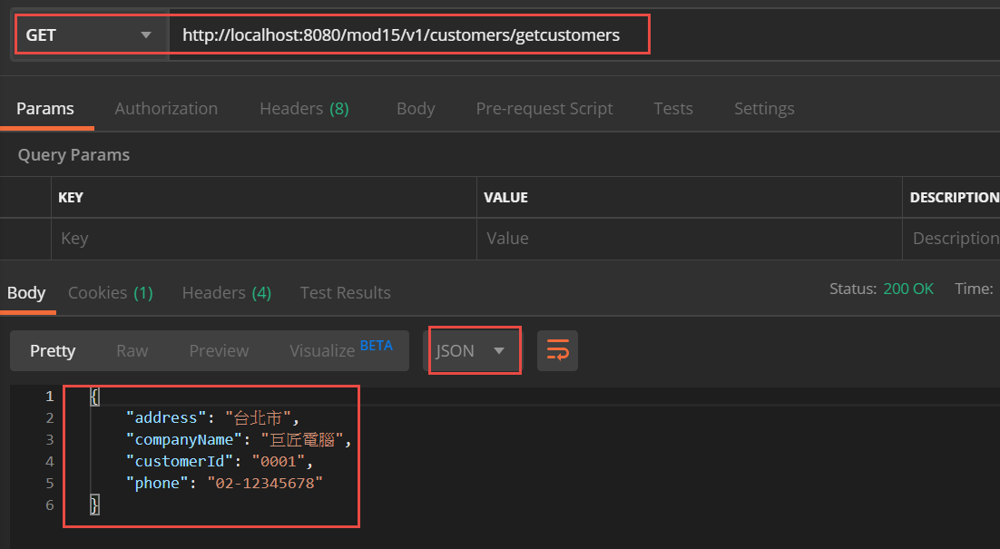 GET http://localhost:8080/mod15/v1/customers/getcustomers
Params Authorization Headers (8) Body Pre-request Script Tests Settings
Query Params
KEY VALUE DESCRIPTION
Key Value Description
Body Cookies (1) Headers (4) Test Results Status: 200 OK Time:
Pretty Raw Preview Visualize BETA JSON
1 {
2 "address": "台北市",
3 "companyName": "巨匠電腦",
4 "customerId": "0001",
5 "phone": "02-12345678"
6 }